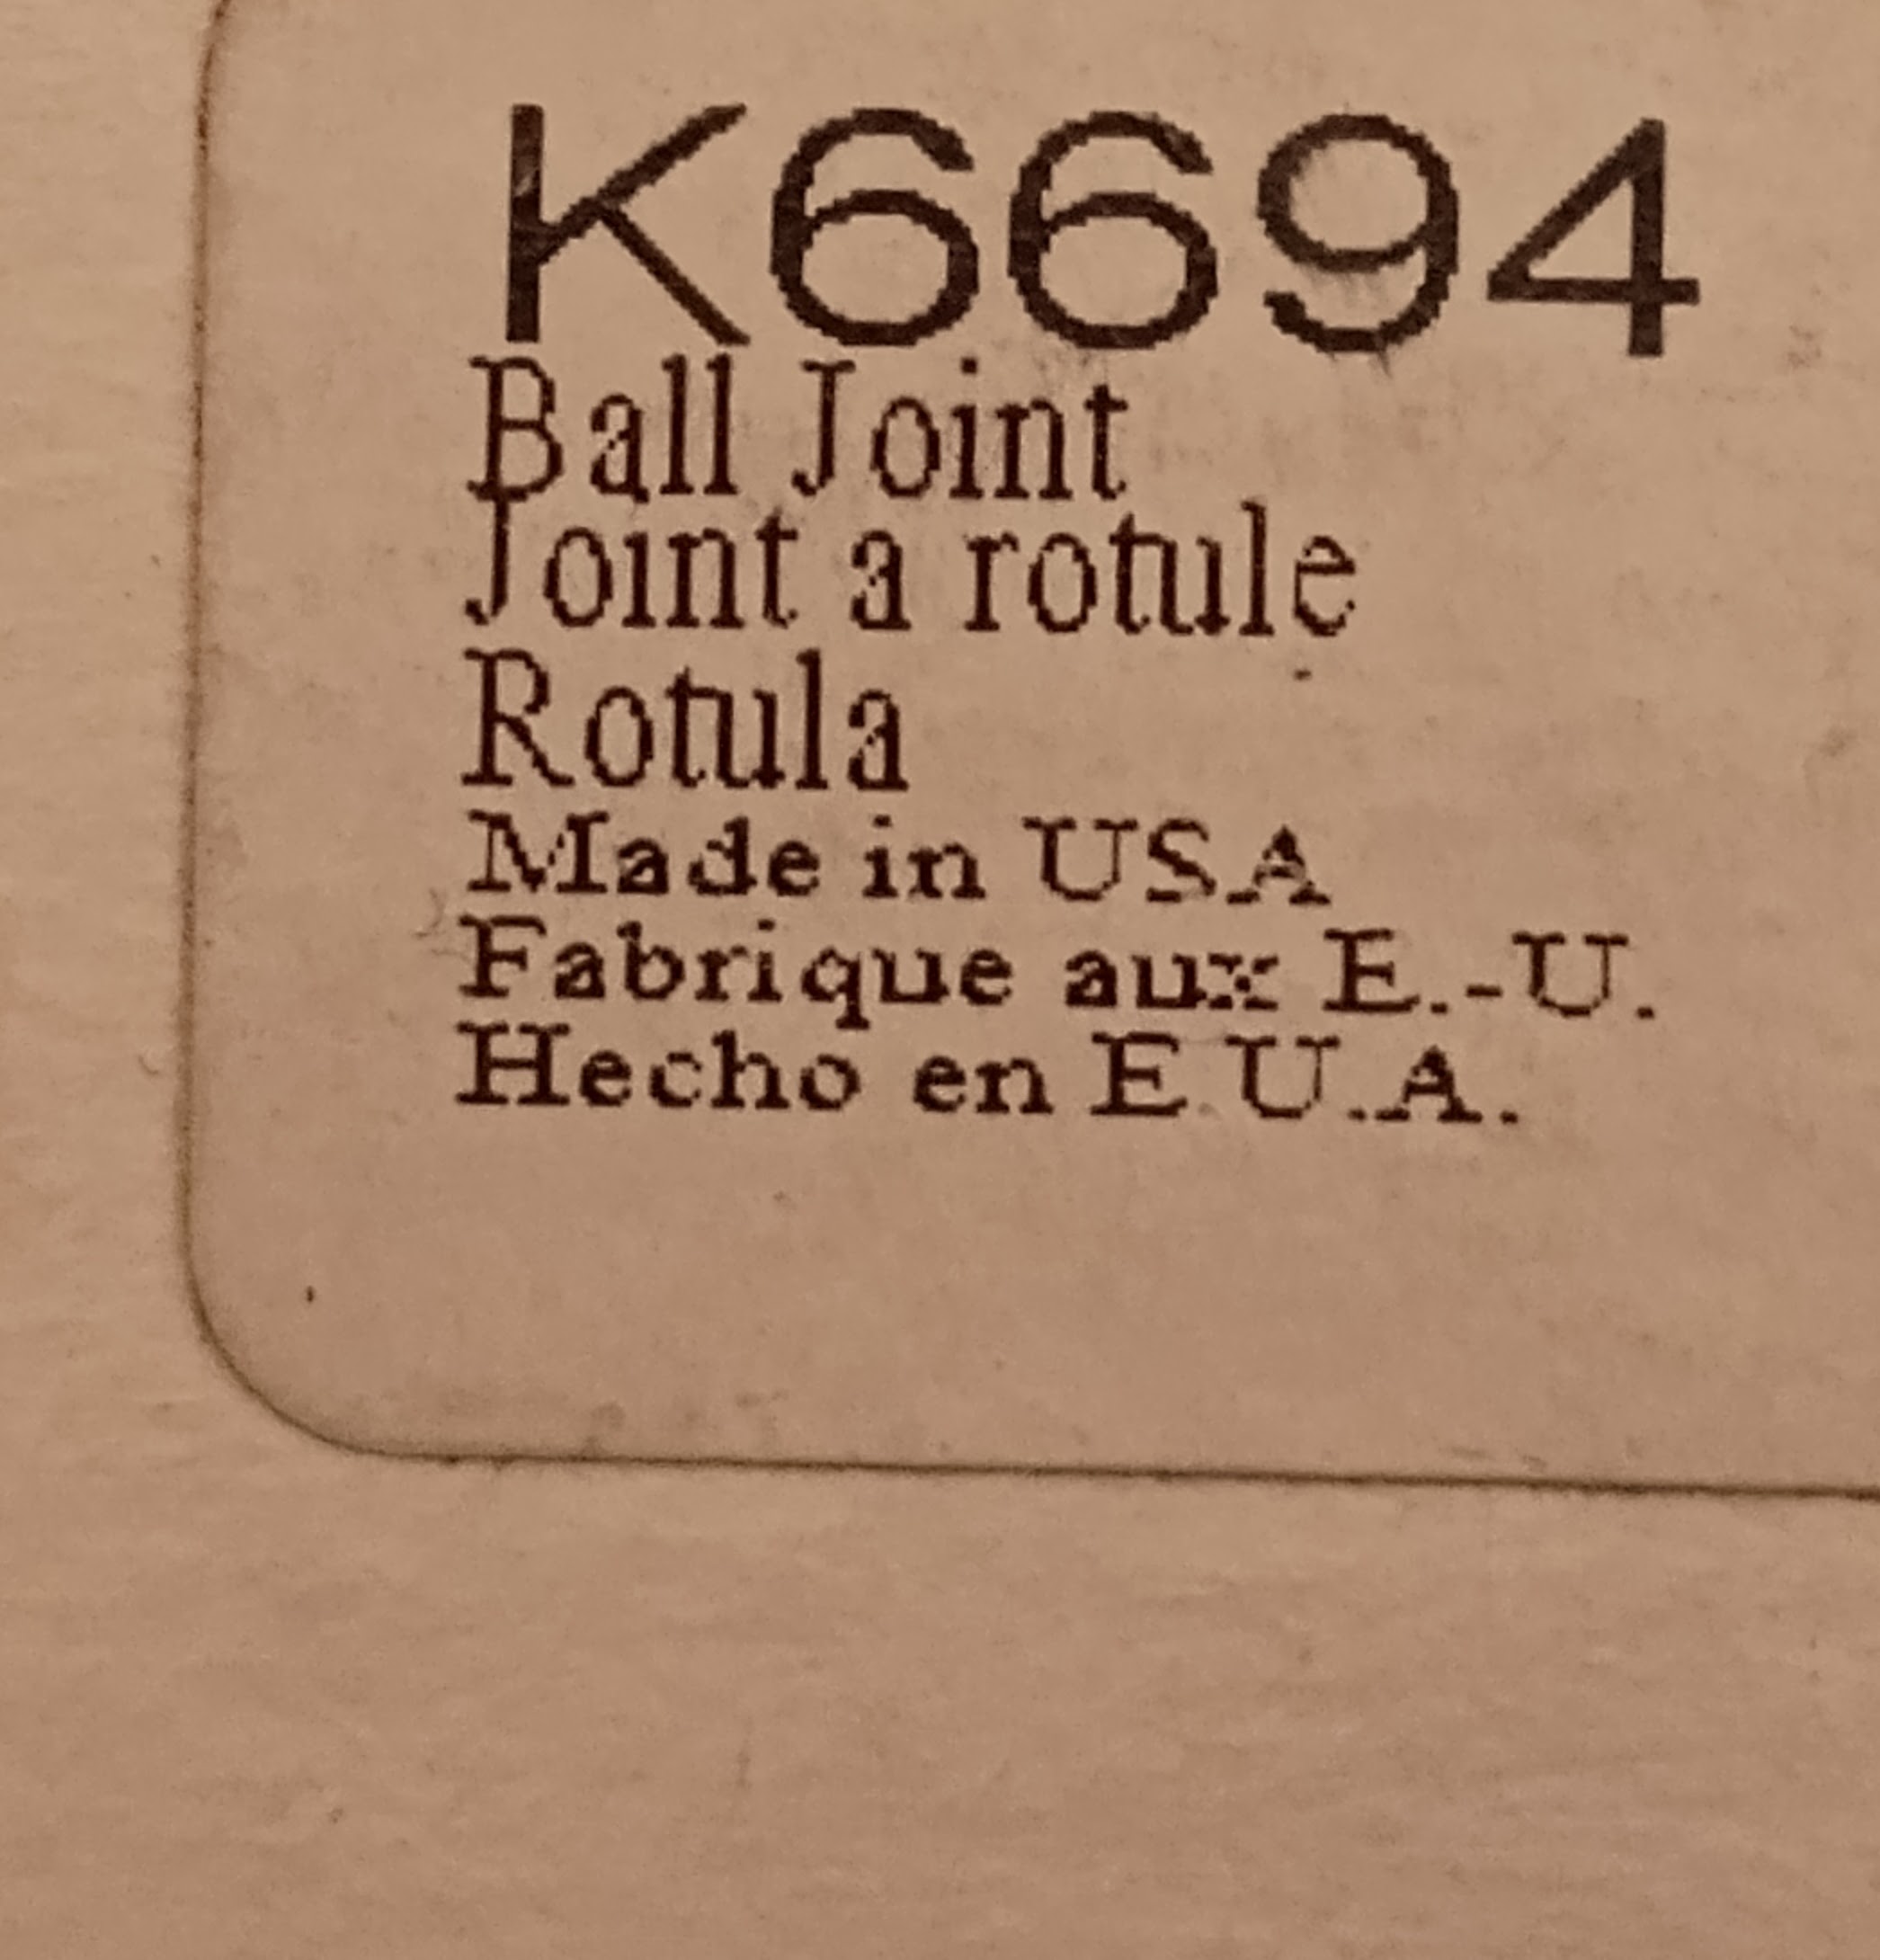 K6694
Ball Joint
Joint a rotule
Rotula
Made in USA
Fabrique aux E.-U.
Hecho en E.U.A.